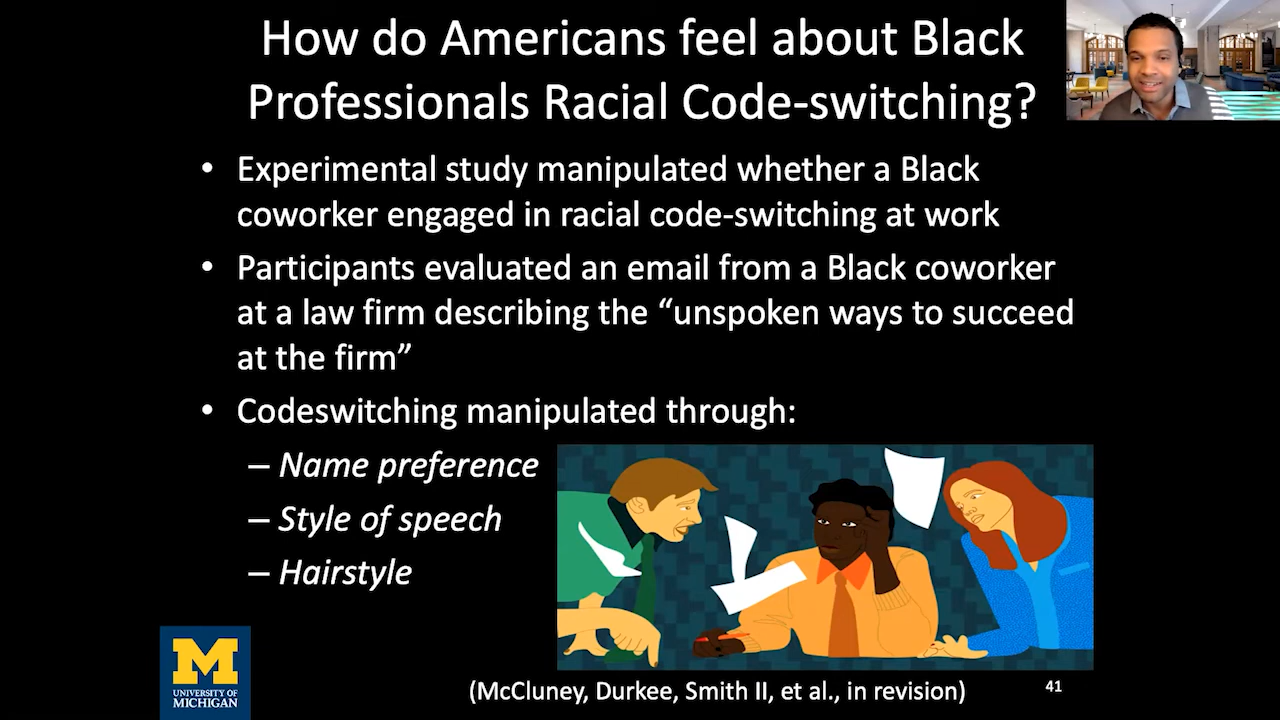 How do Americans feel about Black
Professionals Racial Code-switching?
• Experimental study manipulated whether a Black
coworker engaged in racial code-switching at work
• Participants evaluated an email from a Black coworker
at a law firm describing the “unspoken ways to succeed
at the firm”
• Codeswitching manipulated through:
– Name preference
– Style of speech
– Hairstyle
M
UNIVERSITY OF
MICHIGAN
(McCluney, Durkee, Smith II, et al., in revision)
41